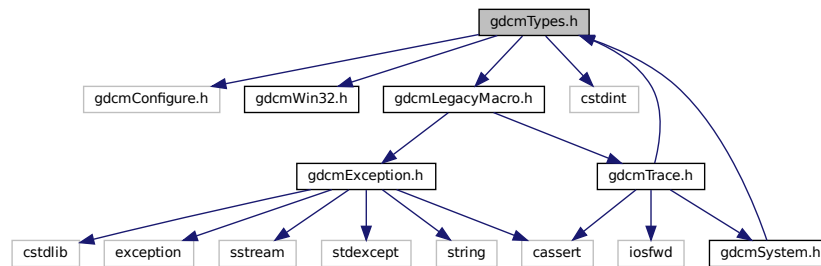 gdcmTypes.h
gdcmConfigure.h
gdcmWin32.h
gdcmLegacyMacro.h
cstdint
gdcmException.h
gdcmTrace.h
cstdlib
exception
sstream
stdexcept
string
cassert
iosfwd
gdcmSystem.h